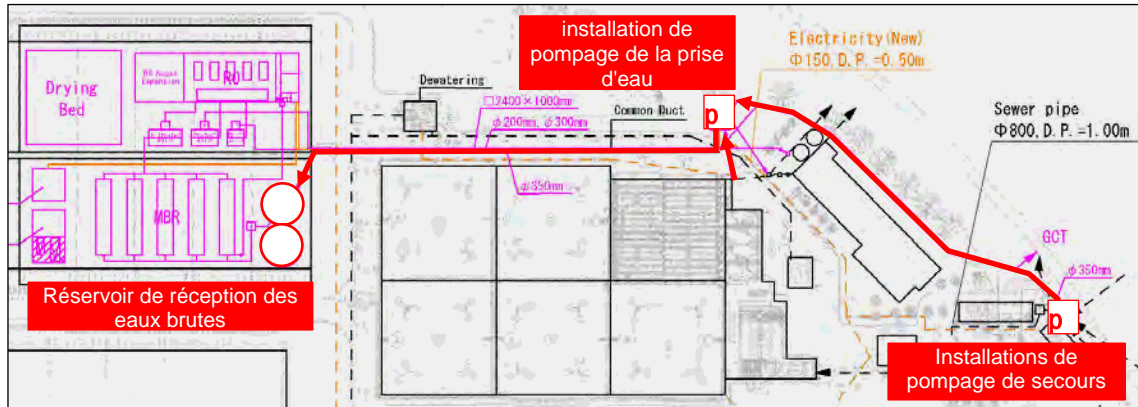 installation de
pompage de la prise
d'eau
Electricity(New)
Φ150, D.P. =0.50m
Drying
Bed
RO
Dewatering
□2400×1000mm
φ200mm, φ300mm
Common Duct
p
Sewer pipe
Φ800, D.P. =1.00m
φ350mm
MBR
GCT
φ350mm
p
Réservoir de réception des
eaux brutes
Installations de
pompage de secours